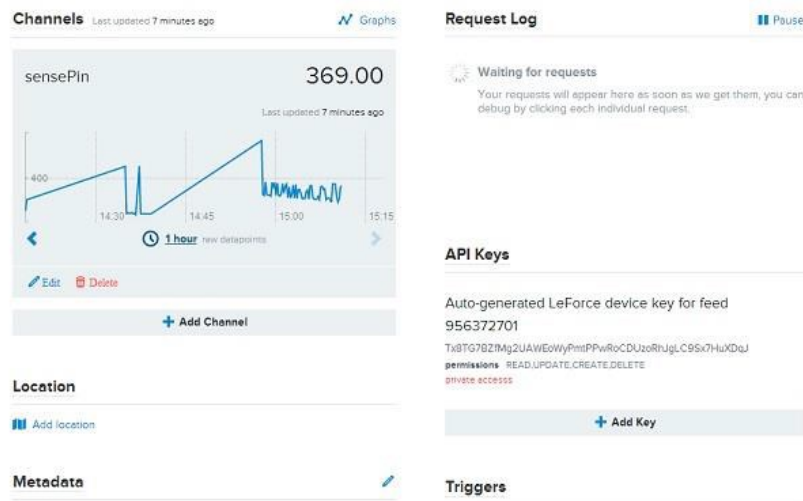 Channels Last updated 7 minutes ago
Graphs
sensePin
369.00
Last updated 7 minutes ago
400
14:30 14:45 15:00 15:15
1 hour raw datapoints
Edit Delete
Add Channel
Location
Add location
Metadata
Request Log
Pause
Waiting for requests
Your requests will appear here as soon as we get them, you can
debug by clicking each individual request.
API Keys
Auto-generated LeForce device key for feed
956372701
permissions READ,UPDATE,CREATE,DELETE
private accesss
Add Key
Triggers